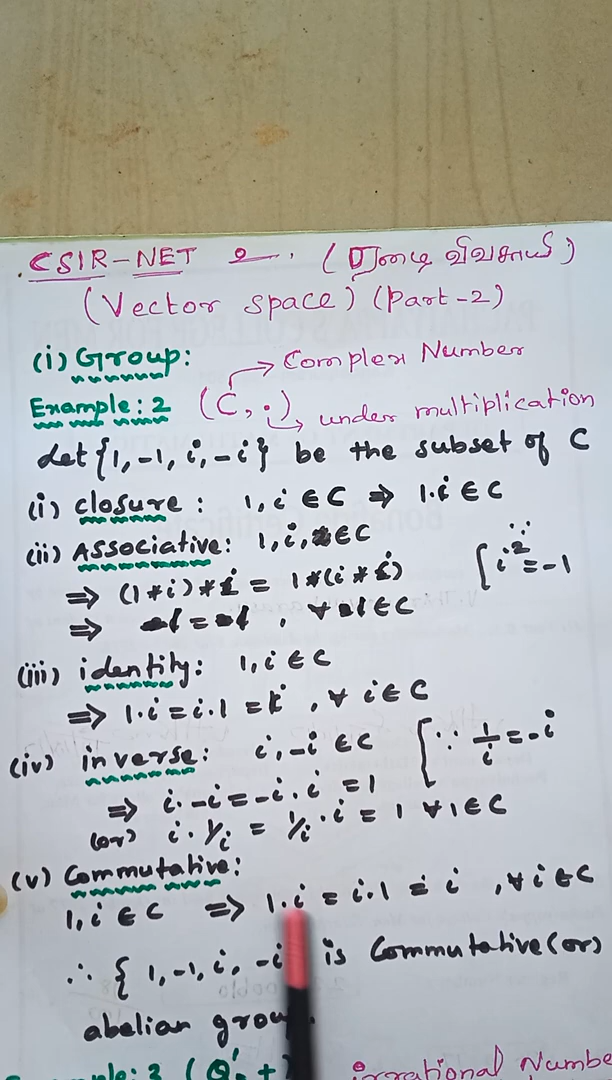 CSIR-NET
(Vector space) (Part-2)
(i) Group:
→ Complex Number
Example: 2 (C, .)
under multiplication
Let {1, -1, i, -i} be the subset of C
(i) closure: 1, i ∈ C ⇒ 1.i ∈ C
(ii) Associative: 1, i, ∈ C
⇒ (1*i)*i = 1*(i*i) [∵ i² = -1
⇒ -1 = -1, ∀ -1 ∈ C
(iii) identity: 1, i ∈ C
⇒ 1.i = i.1 = i, ∀ i ∈ C
(iv) inverse: i, -i ∈ C [∵ 1/i = -i
⇒ i.-i = -i.i = 1
(or) i.1/i = 1/i.i = 1 ∀ 1 ∈ C
(v) Commutative:
1, i ∈ C ⇒ 1.i = i.1 = i, ∀ i ∈ C
∴ { 1, -1, i, -i is Commutative (or)
abelian group.
irrational Number